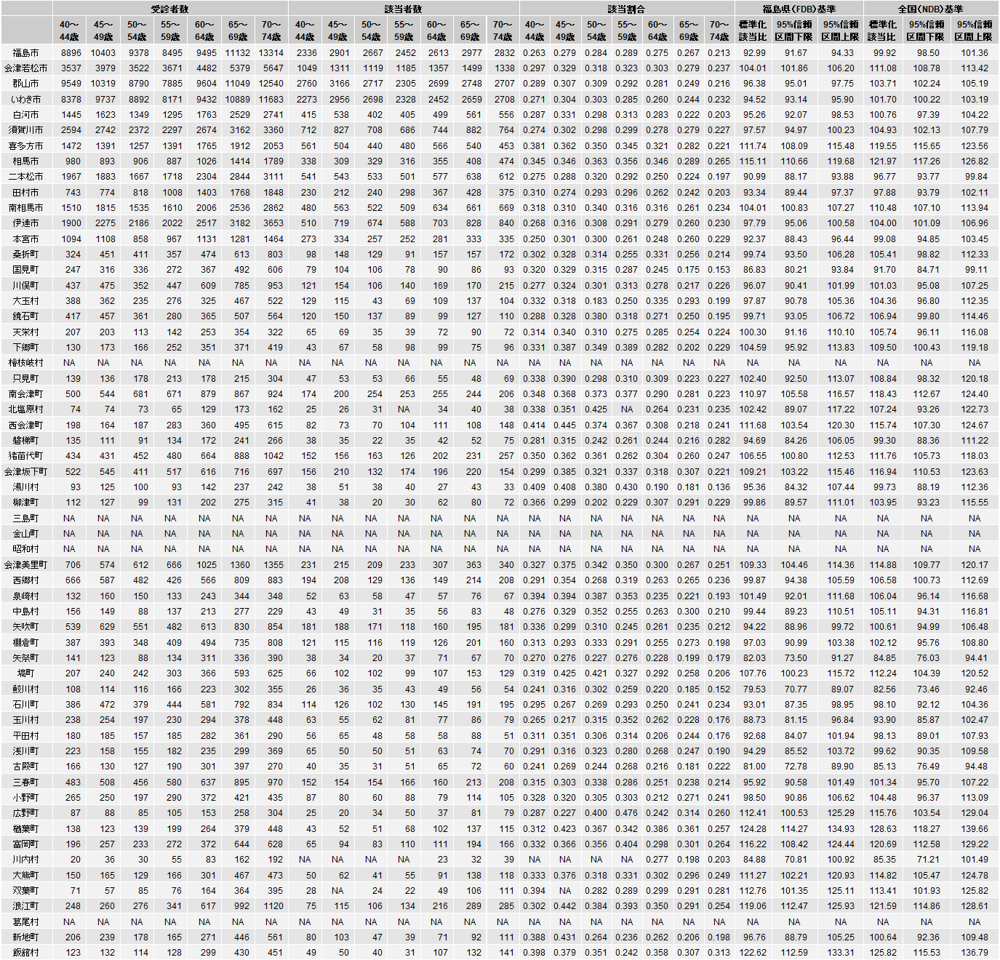 受診者数 該当者数 該当割合 福島県(FDB)基準 全国(NDB)基準
40～44歳 45～49歳 50～54歳 55～59歳 60～64歳 65～69歳 70～74歳 40～44歳 45～49歳 50～54歳 55～59歳 60～64歳 65～69歳 70～74歳 40～44歳 45～49歳 50～54歳 55～59歳 60～64歳 65～69歳 70～74歳 標準化該当比 95%信頼区間下限 95%信頼区間上限 標準化該当比 95%信頼区間下限 95%信頼区間上限
福島市 8896 10403 9378 8495 9495 11132 13314 2336 2901 2667 2452 2613 2977 2832 0.263 0.279 0.284 0.289 0.275 0.267 0.213 92.99 91.67 94.33 99.92 98.50 101.36
会津若松市 3537 3979 3522 3671 4482 5379 5647 1049 1311 1119 1185 1357 1499 1338 0.297 0.329 0.318 0.323 0.303 0.279 0.237 104.01 101.86 106.20 111.08 108.78 113.42
郡山市 9549 10319 8790 7885 9604 11049 12540 2760 3166 2717 2305 2699 2748 2707 0.289 0.307 0.309 0.292 0.281 0.249 0.216 96.38 95.01 97.75 103.71 102.24 105.19
いわき市 8378 9737 8892 8171 9432 10889 11683 2273 2956 2698 2328 2452 2659 2708 0.271 0.304 0.303 0.285 0.260 0.244 0.232 94.52 93.14 95.90 101.70 100.22 103.19
白河市 1445 1623 1349 1295 1763 2529 2741 415 538 402 405 499 561 556 0.287 0.331 0.298 0.313 0.283 0.222 0.203 95.26 92.07 98.53 100.76 97.39 104.22
須賀川市 2594 2742 2372 2297 2674 3162 3360 712 827 708 686 744 882 764 0.274 0.302 0.298 0.299 0.278 0.279 0.227 97.57 94.97 100.23 104.93 102.13 107.79
喜多方市 1472 1391 1257 1391 1765 1912 2053 561 504 440 480 566 540 453 0.381 0.362 0.350 0.345 0.321 0.282 0.221 111.74 108.09 115.48 119.55 115.65 123.56
相馬市 980 893 906 887 1026 1414 1789 338 309 329 316 355 408 474 0.345 0.346 0.363 0.356 0.346 0.289 0.265 115.11 110.66 119.68 121.97 117.26 126.82
二本松市 1967 1883 1667 1718 2304 2844 3111 541 543 533 501 577 638 612 0.275 0.288 0.320 0.292 0.250 0.224 0.197 90.99 88.17 93.88 96.77 93.77 99.84
田村市 743 774 818 1008 1403 1768 1848 230 212 240 298 367 428 375 0.310 0.274 0.293 0.296 0.262 0.242 0.203 93.34 89.44 97.37 97.88 93.79 102.11
南相馬市 1510 1815 1535 1610 2006 2536 2862 480 563 522 509 634 661 669 0.318 0.310 0.340 0.316 0.316 0.261 0.234 104.01 100.83 107.27 110.48 107.10 113.94
伊達市 1900 2275 2186 2022 2517 3182 3653 510 719 674 588 703 828 840 0.268 0.316 0.308 0.291 0.279 0.260 0.230 97.79 95.06 100.58 104.00 101.09 106.96
本宮市 1094 1108 858 967 1131 1281 1464 273 334 257 252 281 333 335 0.250 0.301 0.300 0.261 0.248 0.260 0.229 92.37 88.43 96.44 99.08 94.85 103.45
桑折町 324 451 411 357 474 613 803 98 148 129 91 157 157 172 0.302 0.328 0.314 0.255 0.331 0.256 0.214 99.74 93.50 106.28 105.41 98.82 112.33
国見町 247 316 336 272 367 492 606 79 104 106 78 90 86 93 0.320 0.329 0.315 0.287 0.245 0.175 0.153 86.83 80.21 93.84 91.70 84.71 99.11
川俣町 437 475 352 447 609 785 953 121 154 106 140 169 170 215 0.277 0.324 0.301 0.313 0.278 0.217 0.226 96.07 90.41 101.99 101.03 95.08 107.25
大玉村 388 362 235 276 325 467 522 129 115 43 69 109 137 104 0.332 0.318 0.183 0.250 0.335 0.293 0.199 97.87 90.78 105.36 104.36 96.80 112.35
鏡石町 417 457 361 280 365 507 564 120 150 137 89 99 127 110 0.288 0.328 0.380 0.318 0.271 0.250 0.195 99.71 93.05 106.72 106.94 99.80 114.46
天栄村 207 203 113 142 253 354 322 65 69 35 39 72 90 72 0.314 0.340 0.310 0.275 0.285 0.254 0.224 100.30 91.16 110.10 105.74 96.11 116.08
下郷町 130 173 166 252 351 371 419 43 67 58 98 99 75 96 0.331 0.387 0.349 0.389 0.282 0.202 0.229 104.59 95.92 113.83 109.50 100.43 119.18
檜枝岐村 NA NA NA NA NA NA NA NA NA NA NA NA NA NA NA NA NA NA NA NA NA NA NA NA NA NA NA
只見町 139 136 178 213 178 215 304 47 53 53 66 55 48 69 0.338 0.390 0.298 0.310 0.309 0.223 0.227 102.40 92.50 113.07 108.84 98.32 120.18
南会津町 500 544 681 671 879 867 924 174 200 254 253 255 244 206 0.348 0.368 0.373 0.377 0.290 0.281 0.223 110.97 105.58 116.57 118.43 112.67 124.40
北塩原村 74 74 73 65 129 173 162 25 26 31 NA 34 40 38 0.338 0.351 0.425 NA 0.264 0.231 0.235 102.42 89.07 117.22 107.24 93.26 122.73
西会津町 198 164 187 283 360 495 615 82 73 70 104 111 108 148 0.414 0.445 0.374 0.367 0.308 0.218 0.241 111.68 103.54 120.30 115.74 107.30 124.67
磐梯町 135 111 91 134 172 241 266 38 35 22 35 42 52 75 0.281 0.315 0.242 0.261 0.244 0.216 0.282 94.69 84.26 106.05 99.30 88.36 111.22
猪苗代町 434 431 452 480 664 888 1042 152 156 163 126 202 231 257 0.350 0.362 0.361 0.262 0.304 0.260 0.247 106.55 100.80 112.53 111.76 105.73 118.03
会津坂下町 522 545 411 517 616 716 697 156 210 132 174 196 220 154 0.299 0.385 0.321 0.337 0.318 0.307 0.221 109.21 103.22 115.46 116.94 110.53 123.63
湯川村 93 125 100 93 142 237 242 38 51 38 40 27 43 33 0.409 0.408 0.380 0.430 0.190 0.181 0.136 95.36 84.32 107.44 99.73 88.19 112.36
柳津町 112 127 99 131 202 275 315 41 38 20 30 62 80 72 0.366 0.299 0.202 0.229 0.307 0.291 0.229 99.86 89.57 111.01 103.95 93.23 115.55
三島町 NA NA NA NA NA NA NA NA NA NA NA NA NA NA NA NA NA NA NA NA NA NA NA NA NA NA NA
金山町 NA NA NA NA NA NA NA NA NA NA NA NA NA NA NA NA NA NA NA NA NA NA NA NA NA NA NA
昭和村 NA NA NA NA NA NA NA NA NA NA NA NA NA NA NA NA NA NA NA NA NA NA NA NA NA NA NA
会津美里町 706 574 612 666 1025 1360 1355 231 215 209 233 307 363 340 0.327 0.375 0.342 0.350 0.300 0.267 0.251 109.33 104.46 114.36 114.88 109.77 120.17
西郷村 666 587 482 426 566 809 883 194 208 129 136 149 214 208 0.291 0.354 0.268 0.319 0.263 0.265 0.236 99.87 94.38 105.59 106.58 100.73 112.69
泉崎村 132 160 150 133 243 344 348 52 63 58 47 57 76 67 0.394 0.394 0.387 0.353 0.235 0.221 0.193 101.49 92.01 111.68 106.04 96.14 116.68
中島村 156 149 88 137 213 277 229 43 49 31 35 56 83 48 0.276 0.329 0.352 0.255 0.263 0.300 0.210 99.44 89.23 110.51 105.11 94.31 116.81
矢吹町 539 629 551 482 613 830 854 181 188 171 118 160 195 181 0.336 0.299 0.310 0.245 0.261 0.235 0.212 94.22 88.96 99.72 100.61 94.99 106.48
棚倉町 387 393 348 409 494 735 808 121 115 116 119 126 201 160 0.313 0.293 0.333 0.291 0.255 0.273 0.198 97.03 90.99 103.38 102.12 95.76 108.80
矢祭町 141 123 88 134 311 336 390 38 34 20 37 71 67 70 0.270 0.276 0.227 0.276 0.228 0.199 0.179 82.03 73.50 91.27 84.85 76.03 94.41
塙町 207 240 242 303 366 593 625 66 102 102 99 107 153 129 0.319 0.425 0.421 0.327 0.292 0.258 0.206 107.76 100.23 115.72 112.24 104.39 120.52
鮫川村 108 114 116 166 223 302 355 26 36 35 43 49 56 54 0.241 0.316 0.302 0.259 0.220 0.185 0.152 79.53 70.77 89.07 82.56 73.46 92.46
石川町 386 472 379 444 581 792 834 114 126 102 130 145 191 195 0.295 0.267 0.269 0.293 0.250 0.241 0.234 93.01 87.35 98.95 98.10 92.12 104.36
玉川村 238 254 197 230 294 378 448 63 55 62 81 77 86 79 0.265 0.217 0.315 0.352 0.262 0.228 0.176 88.73 81.15 96.84 93.90 85.87 102.47
平田村 180 185 157 185 282 361 290 56 65 48 58 58 88 51 0.311 0.351 0.306 0.314 0.206 0.244 0.176 92.68 84.07 101.94 98.13 89.01 107.93
浅川町 223 158 155 182 235 299 369 65 50 50 51 63 74 70 0.291 0.316 0.323 0.280 0.268 0.247 0.190 94.29 85.52 103.72 99.62 90.35 109.58
古殿町 166 130 127 190 301 397 270 40 35 31 51 65 72 60 0.241 0.269 0.244 0.268 0.216 0.181 0.222 81.00 72.78 89.90 85.13 76.49 94.48
三春町 483 508 456 580 637 895 970 152 154 154 166 160 213 208 0.315 0.303 0.338 0.286 0.251 0.238 0.214 95.92 90.58 101.49 101.34 95.70 107.22
小野町 265 250 197 290 372 421 435 87 80 60 88 79 114 105 0.328 0.320 0.305 0.303 0.212 0.271 0.241 98.50 90.86 106.62 104.48 96.37 113.09
広野町 87 88 85 105 153 258 304 25 20 34 50 37 81 79 0.287 0.227 0.400 0.476 0.242 0.314 0.260 112.41 100.53 125.29 115.76 103.54 129.04
楢葉町 138 123 139 199 264 379 448 43 52 51 68 102 137 115 0.312 0.423 0.367 0.342 0.386 0.361 0.257 124.28 114.27 134.93 128.63 118.27 139.66
富岡町 196 257 233 272 372 644 628 65 94 83 110 111 194 166 0.332 0.366 0.356 0.404 0.298 0.301 0.264 116.22 108.42 124.44 120.69 112.58 129.22
川内村 20 36 30 55 83 162 192 NA NA NA NA 23 32 39 NA NA NA NA 0.277 0.198 0.203 84.88 70.81 100.92 85.35 71.21 101.49
大熊町 150 165 129 166 301 467 473 50 62 41 55 91 138 118 0.333 0.376 0.318 0.331 0.302 0.296 0.249 111.27 102.21 120.93 114.82 105.47 124.78
双葉町 71 57 85 76 164 364 395 28 NA 24 22 49 106 111 0.394 NA 0.282 0.289 0.299 0.291 0.281 112.76 101.35 125.11 113.41 101.93 125.82
浪江町 248 260 276 341 617 992 1120 75 115 106 134 216 289 285 0.302 0.442 0.384 0.393 0.350 0.291 0.254 119.06 112.47 125.93 121.59 114.86 128.61
葛尾村 NA NA NA NA NA NA NA NA NA NA NA NA NA NA NA NA NA NA NA NA NA NA NA NA NA NA NA
新地町 206 239 178 165 271 446 561 80 103 47 39 71 92 111 0.388 0.431 0.264 0.236 0.262 0.206 0.198 96.76 88.79 105.25 100.64 92.36 109.48
飯舘村 123 132 114 128 299 430 451 49 50 40 31 107 132 141 0.398 0.379 0.351 0.242 0.358 0.307 0.313 122.62 112.59 133.31 125.82 115.53 136.79